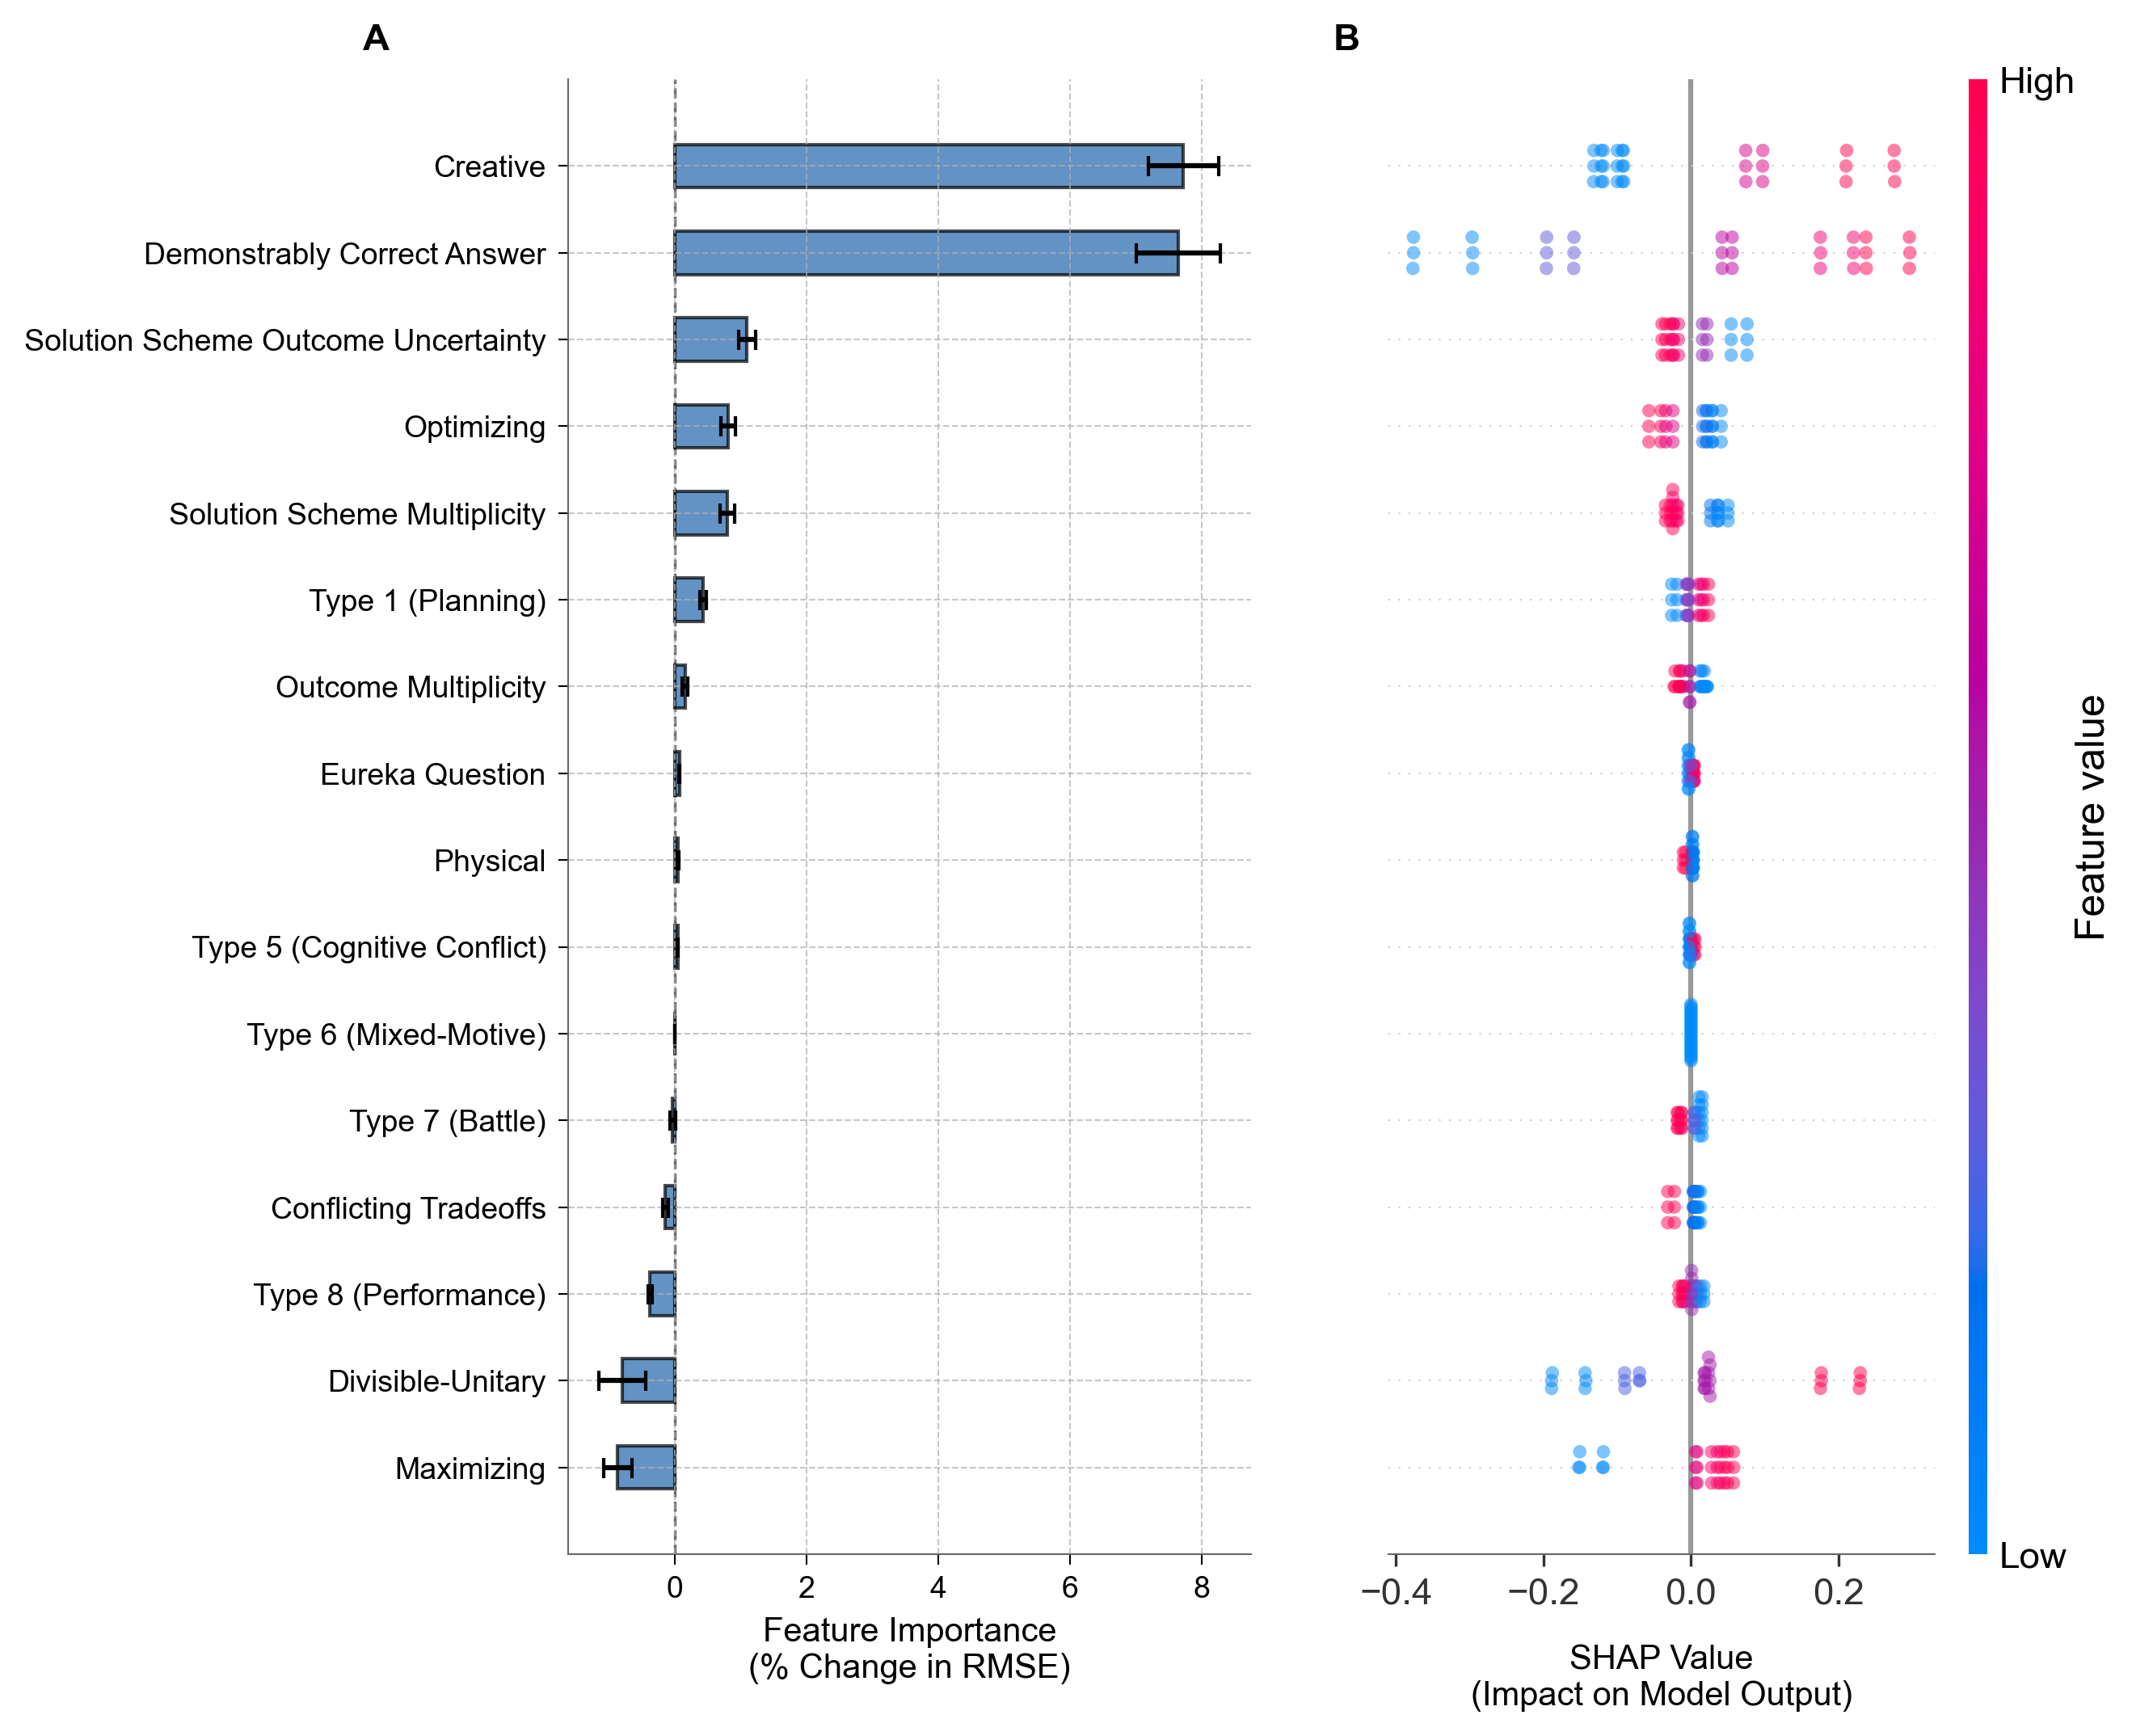 A
Creative
Demonstrably Correct Answer
Solution Scheme Outcome Uncertainty
Optimizing
Solution Scheme Multiplicity
Type 1 (Planning)
Outcome Multiplicity
Eureka Question
Physical
Type 5 (Cognitive Conflict)
Type 6 (Mixed-Motive)
Type 7 (Battle)
Conflicting Tradeoffs
Type 8 (Performance)
Divisible-Unitary
Maximizing
0 2 4 6 8
Feature Importance
(% Change in RMSE)
B
−0.4 −0.2 0.0 0.2
SHAP Value
(Impact on Model Output)
High
Feature value
Low